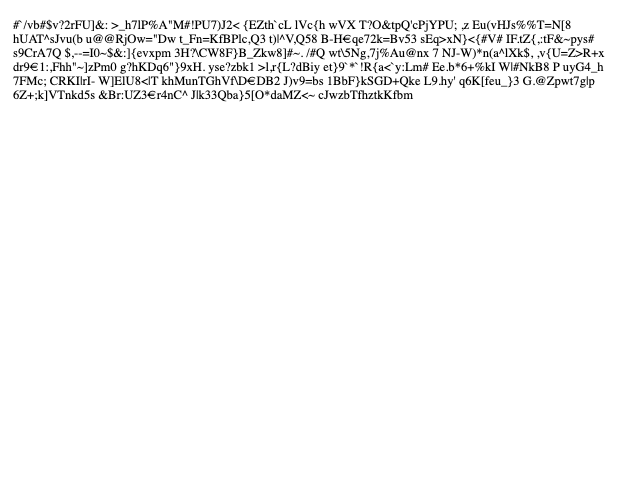 #`/vb#$v?2rFU]&: >_h7lP%A"M#!PU7)J2< {EZth`cL lVc{h wVX T?O&tpQ'cPjYPU; ,z Eu(vHJs%%T=N[8
hUAT^sJvu(b u@@RjOw="Dw t_Fn=KfBPlc,Q3 t)l^V,Q58 B-H€qe72k=Bv53 sEq>xN}<{#V# IF.tZ{,:tF&~pys#
s9CrA7Q $,--=I0~$&:]{evxpm 3H?\CW8F}B_Zkw8]#~. /#Q wt\5Ng,7j%Au@nx 7 NJ-W)*n(a^lXk$, ,v{U=Z>R+x
dr9€1:,Fhh"~]zPm0 g?hKDq6"}9xH. yse?zbk1 >l,r{L?dBiy et}9`*`!R{a<`y:Lm# Ee.b*6+%kI W|#NkB8 P uyG4_h
7FMc; CRKI|rI- W]ElU8<|'T khMunTGhVf\D€DB2 J)v9=bs 1BbF}kSGD+Qke L9.hy' q6K[feu_}3 G.@Zpwt7g|p
6Z+;k]VTnkd5s &Br:UZ3€r4nC^ J|k33Qba}5[O*daMZ<~ cJwzbTfhztkKfbm